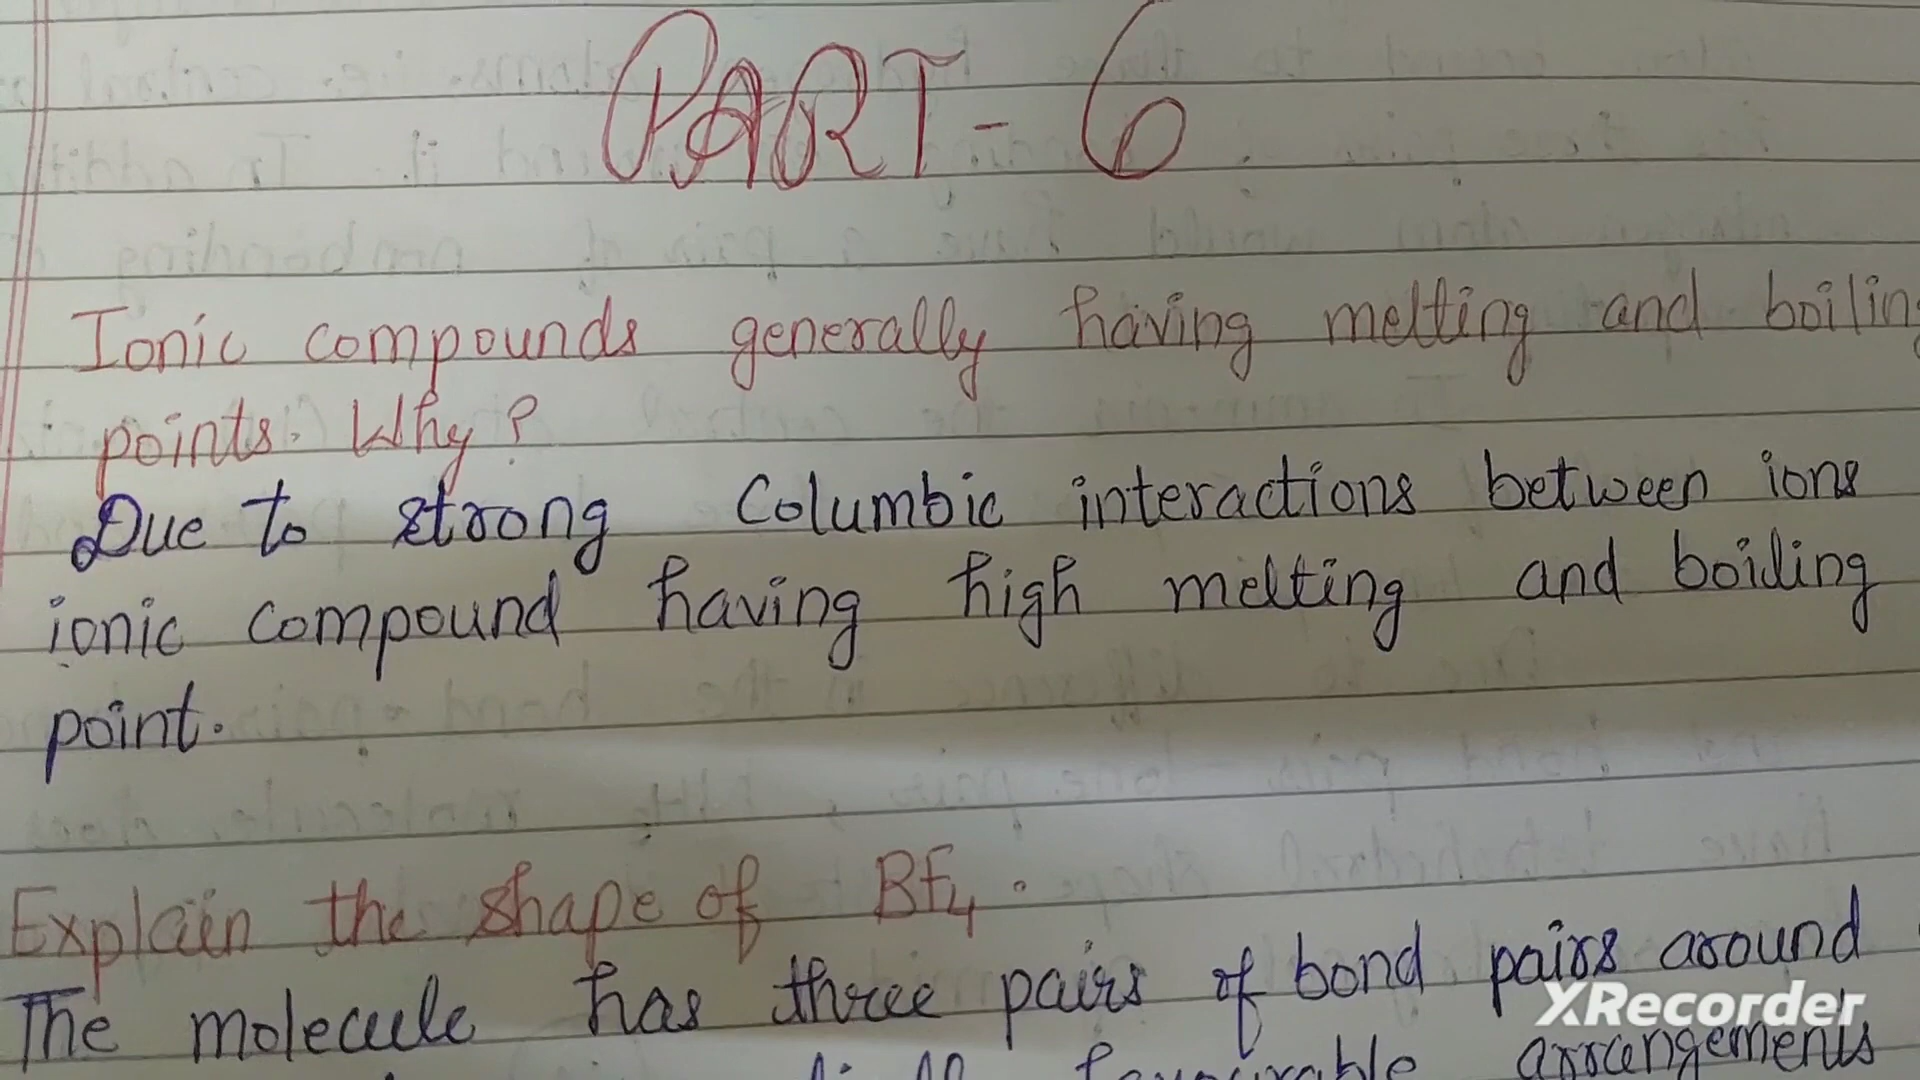 PART - 6
Ionic compounds generally having melting and boiling
points. Why?
Due to strong Columbic interactions between ions
ionic compound having high melting and boiling
point.
Explain the shape of BF4.
The molecule has three pairs of bond pairs around
XRecorder
favourable arrangements